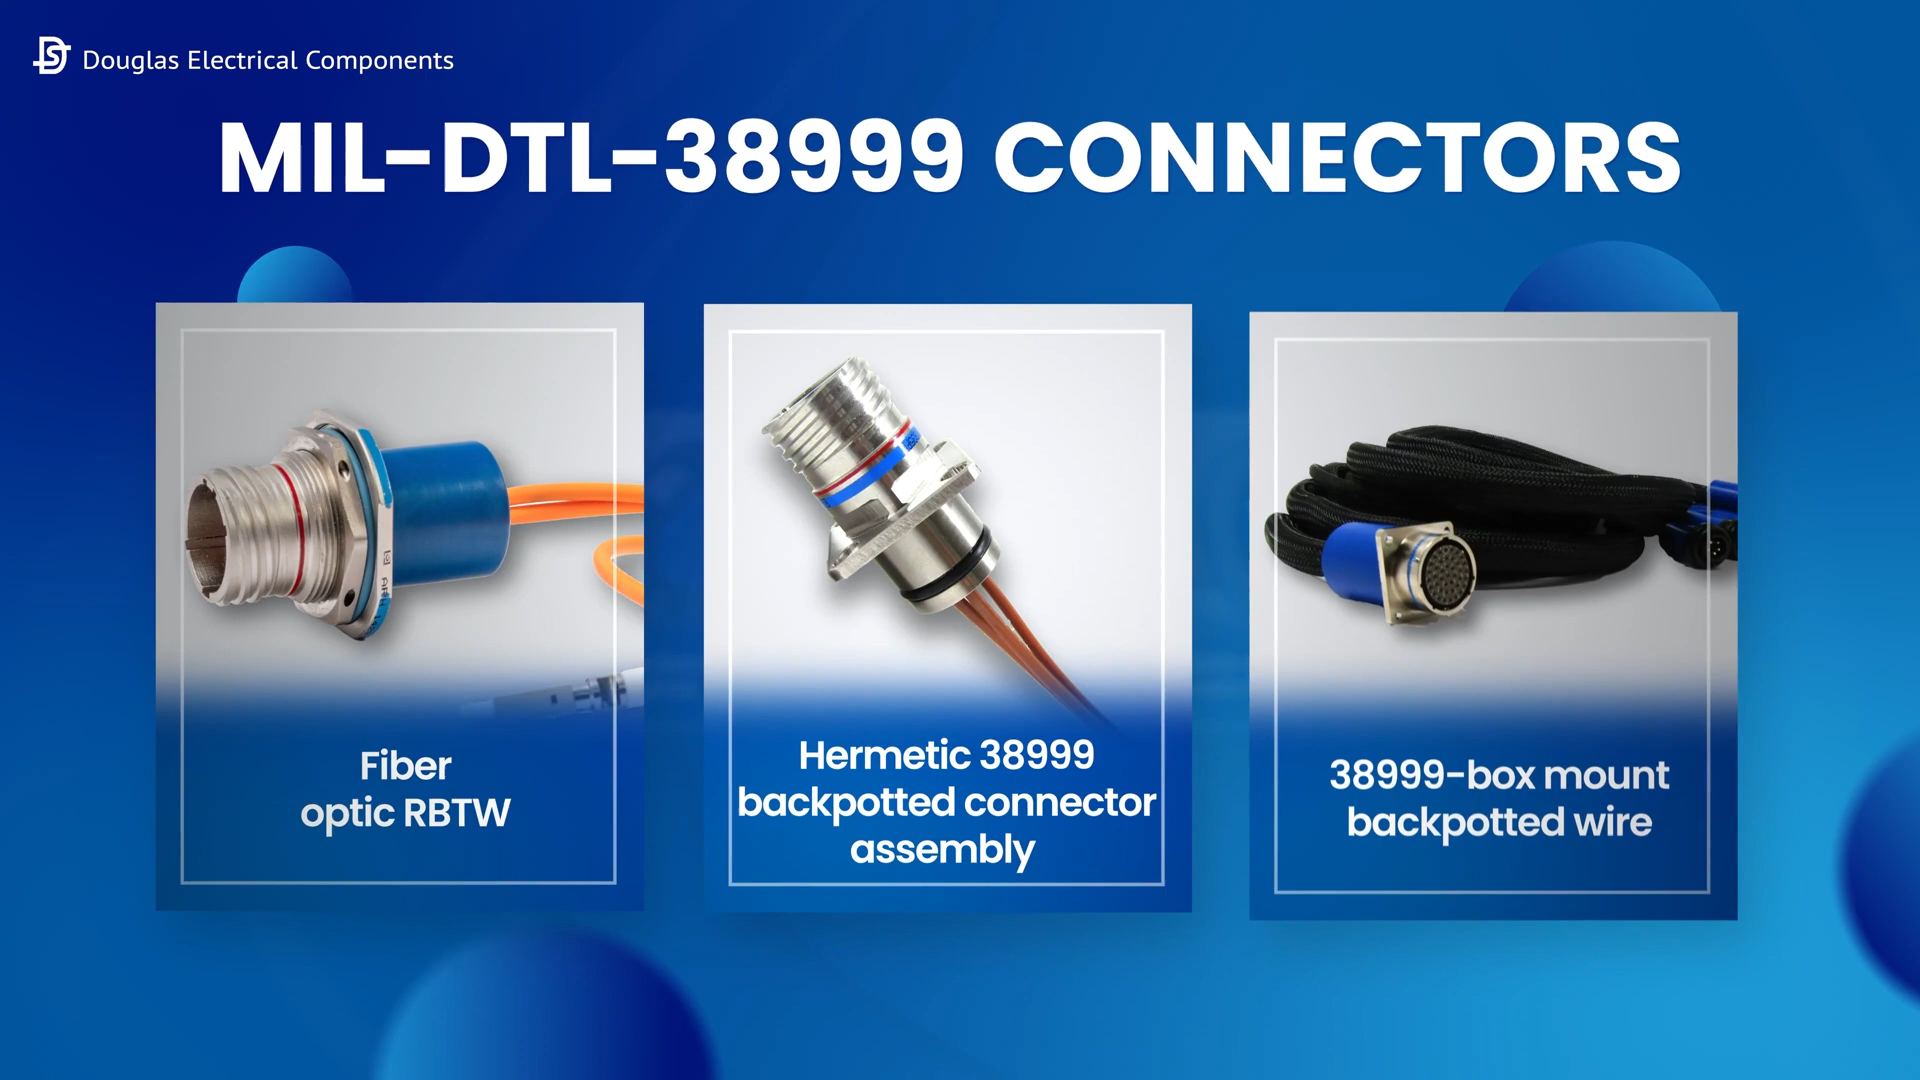 Douglas Electrical Components
MIL-DTL-38999 CONNECTORS
Fiber
optic RBTW
Hermetic 38999
backpotted connector
assembly
38999-box mount
backpotted wire